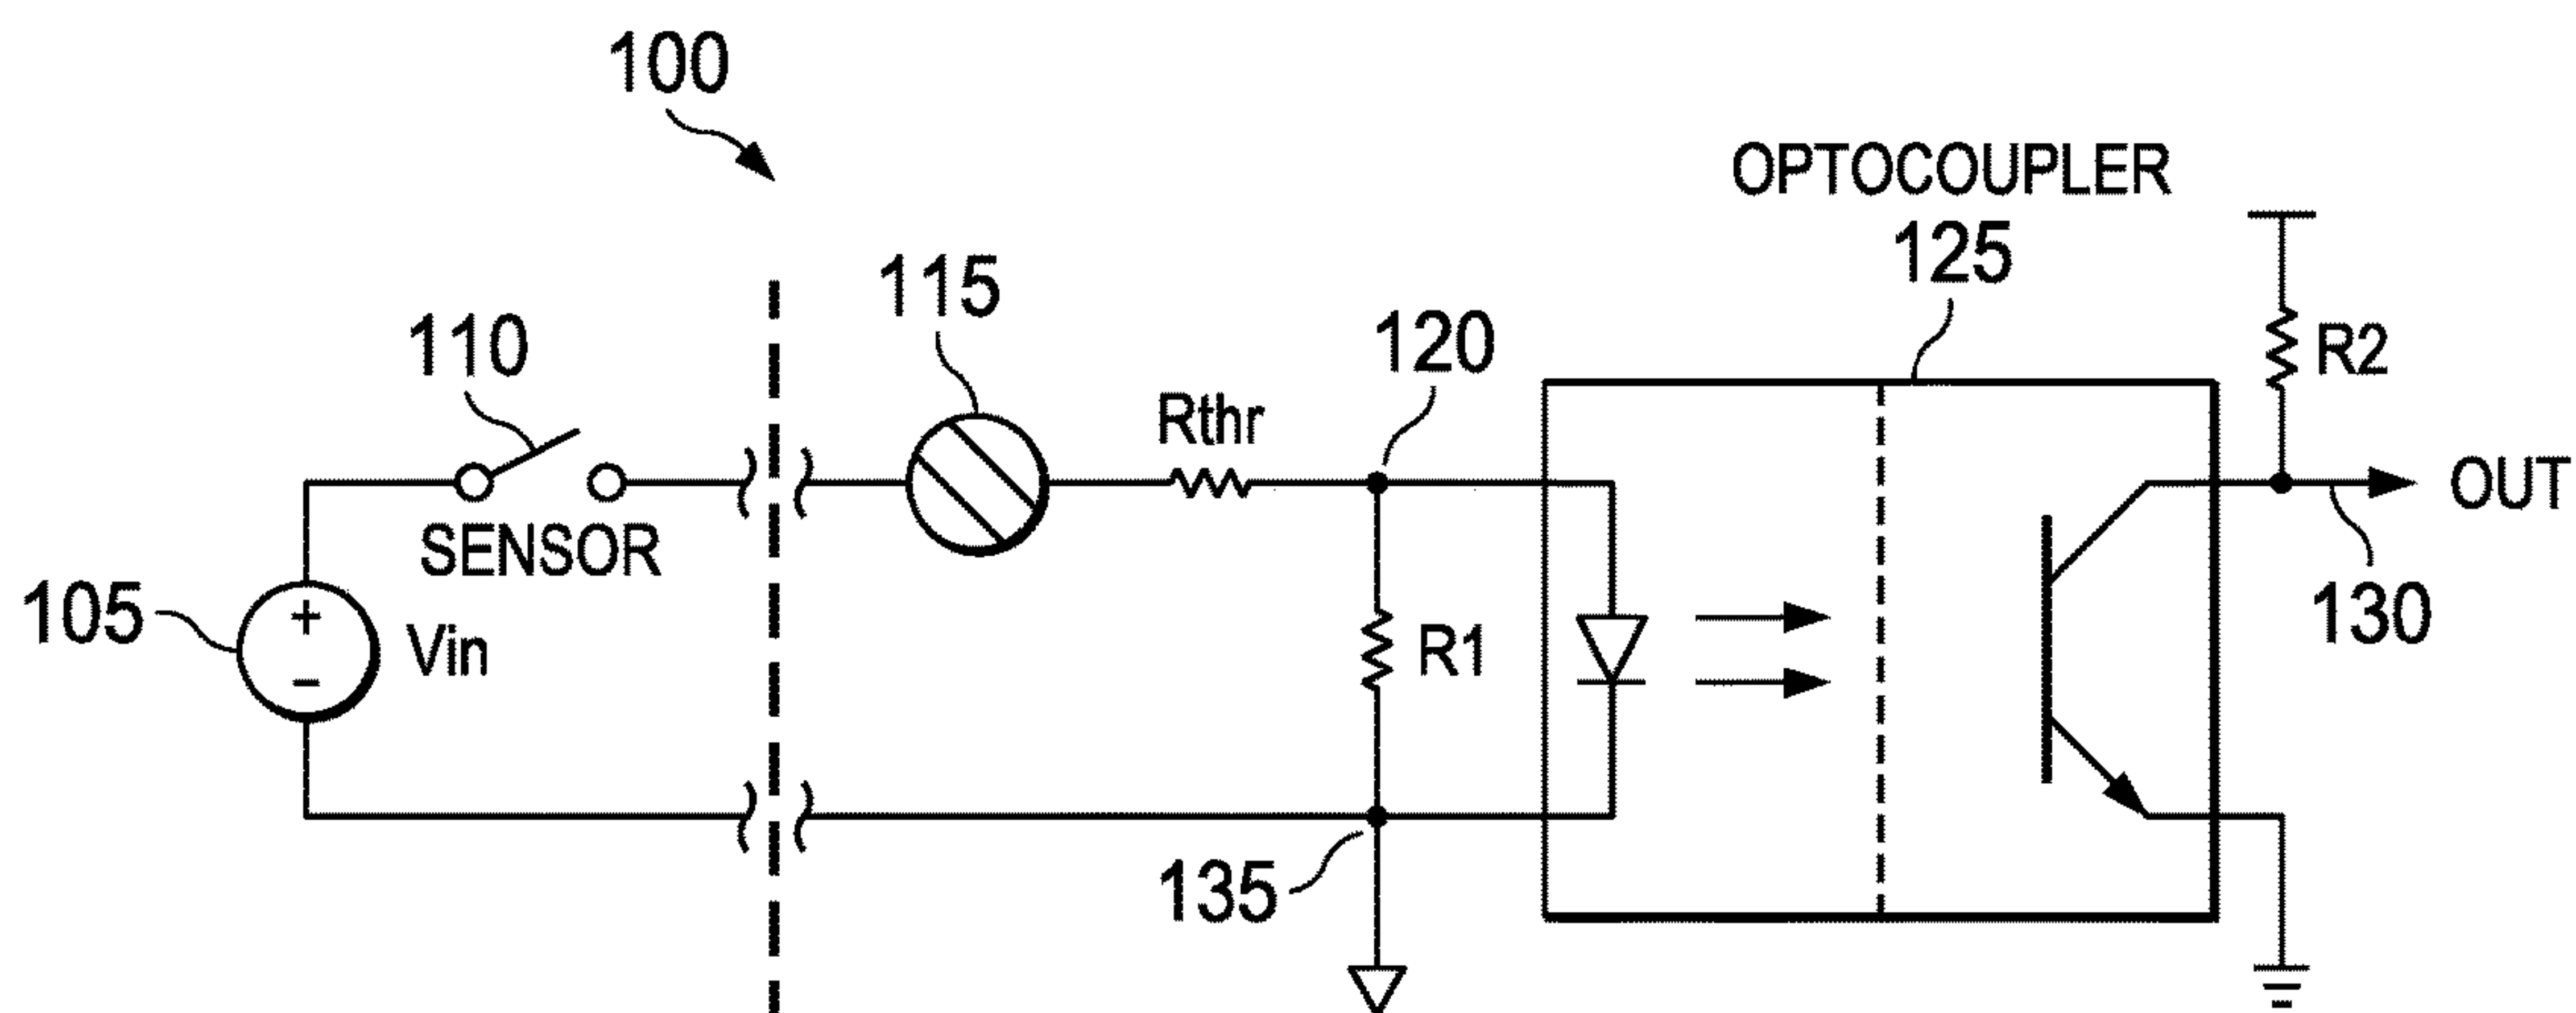 100
OPTOCOUPLER
125
115
110
120
Rthr
R2
OUT
SENSOR
105
+
Vin
−
R1
130
135